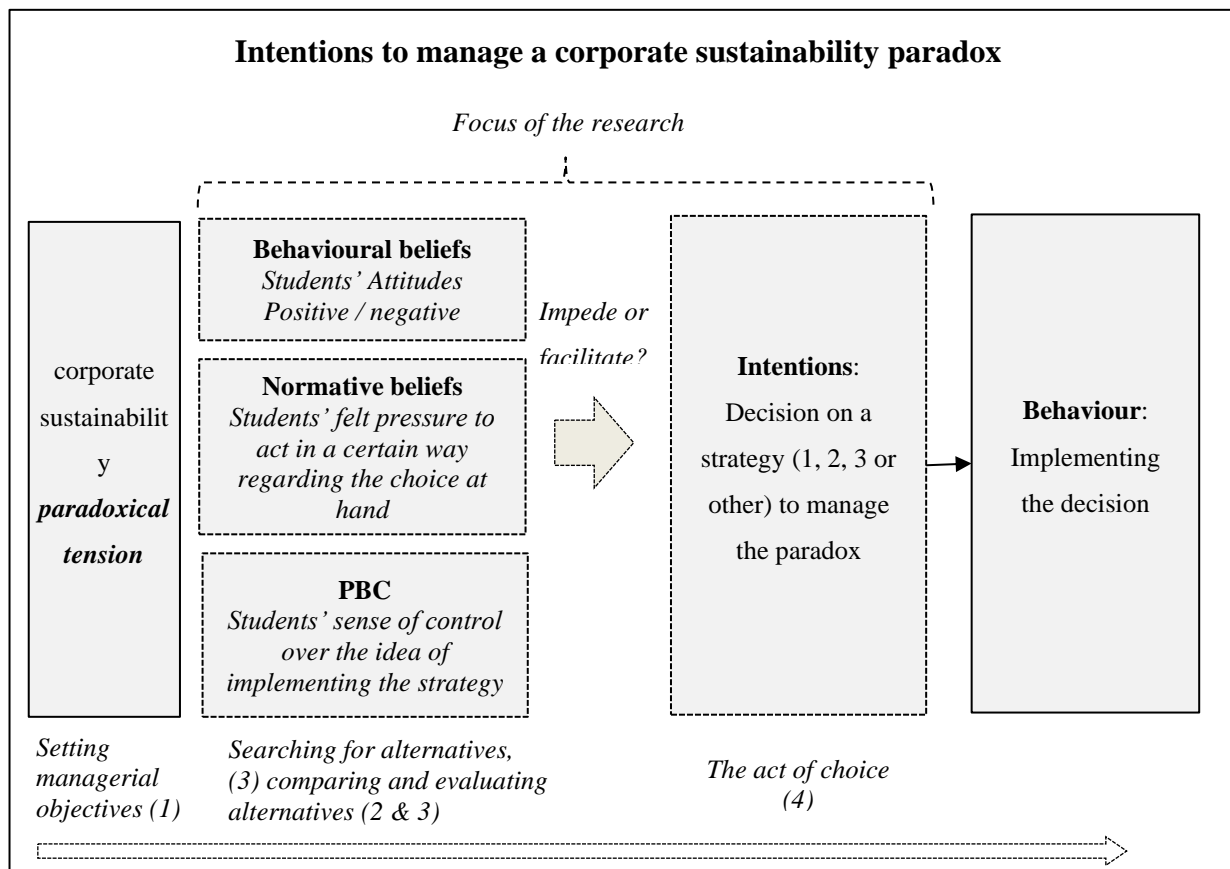 Intentions to manage a corporate sustainability paradox
Focus of the research
corporate
sustainabilit
y
paradoxical
tension
Behavioural beliefs
Students’ Attitudes
Positive / negative
Normative beliefs
Students’ felt pressure to
act in a certain way
regarding the choice at
hand
PBC
Students’ sense of control
over the idea of
implementing the strategy
Impede or
facilitate?
Intentions:
Decision on a
strategy (1, 2, 3 or
other) to manage
the paradox
Behaviour:
Implementing
the decision
Setting
managerial
objectives (1)
Searching for alternatives,
(3) comparing and evaluating
alternatives (2 & 3)
The act of choice
(4)